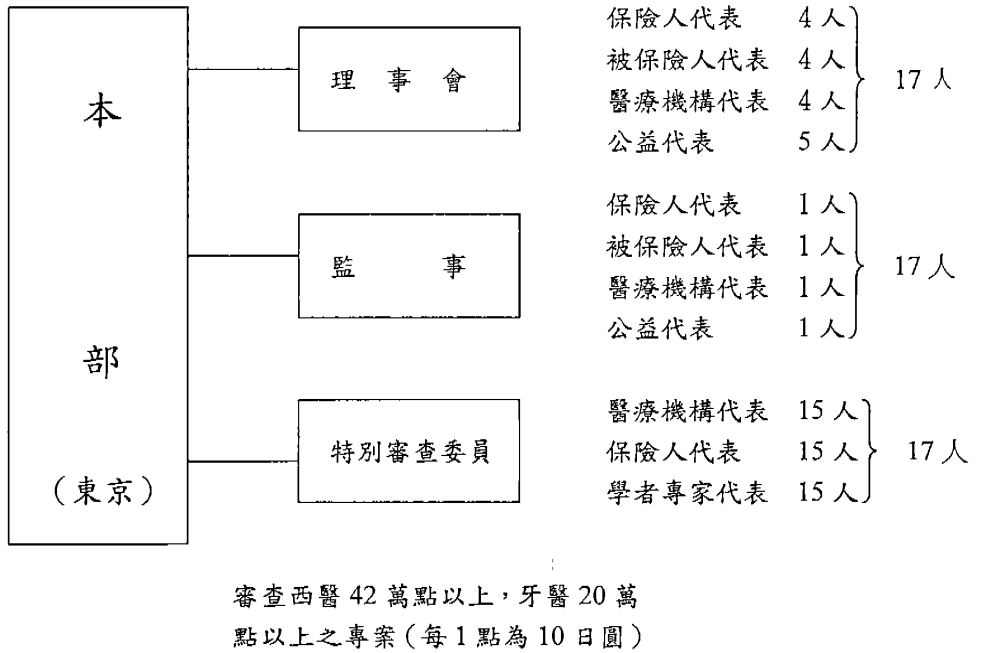 本
部
（東京）
理事會
保險人代表 4人
被保險人代表 4人
醫療機構代表 4人
公益代表 5人
17人
監事
保險人代表 1人
被保險人代表 1人
醫療機構代表 1人
公益代表 1人
17人
特別審查委員
醫療機構代表 15人
保險人代表 15人
學者專家代表 15人
17人
審查西醫42萬點以上，牙醫20萬
點以上之專案（每1點為10日圓）